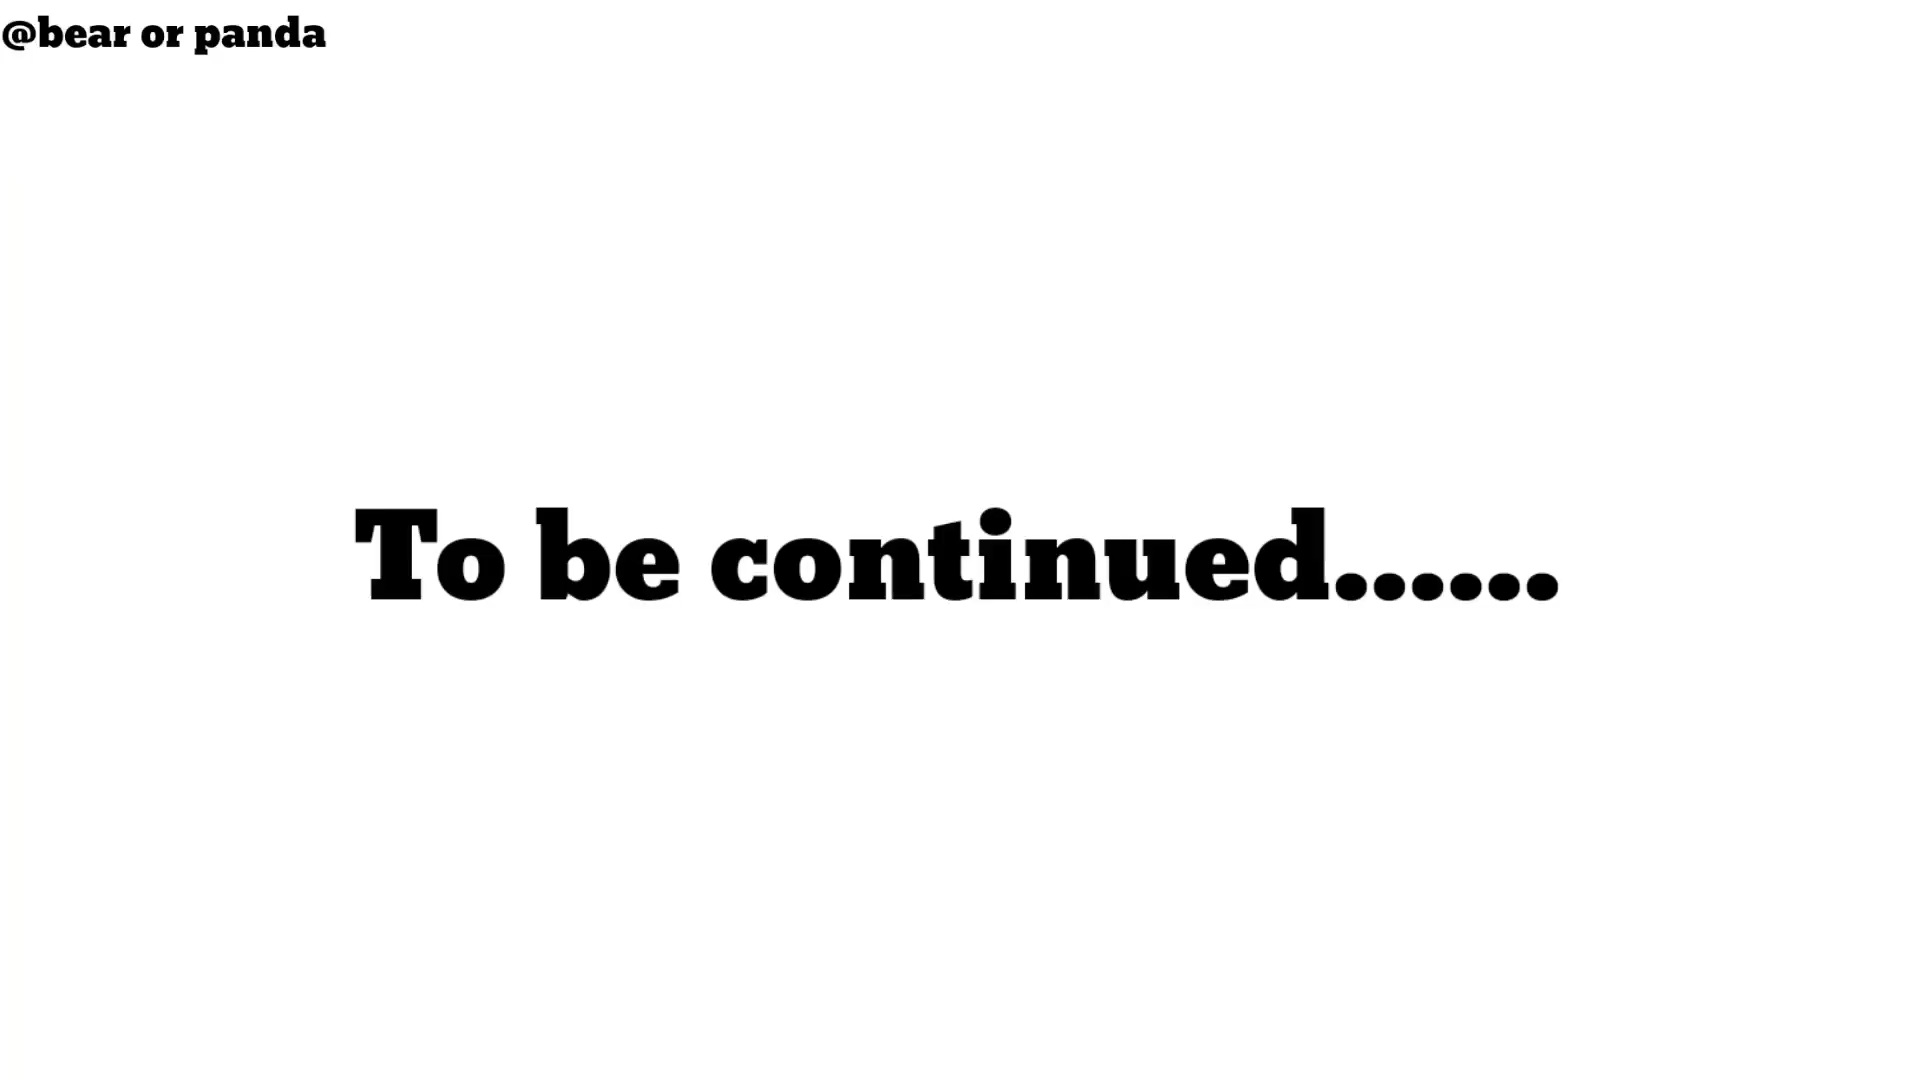 @bear or panda
To be continued......